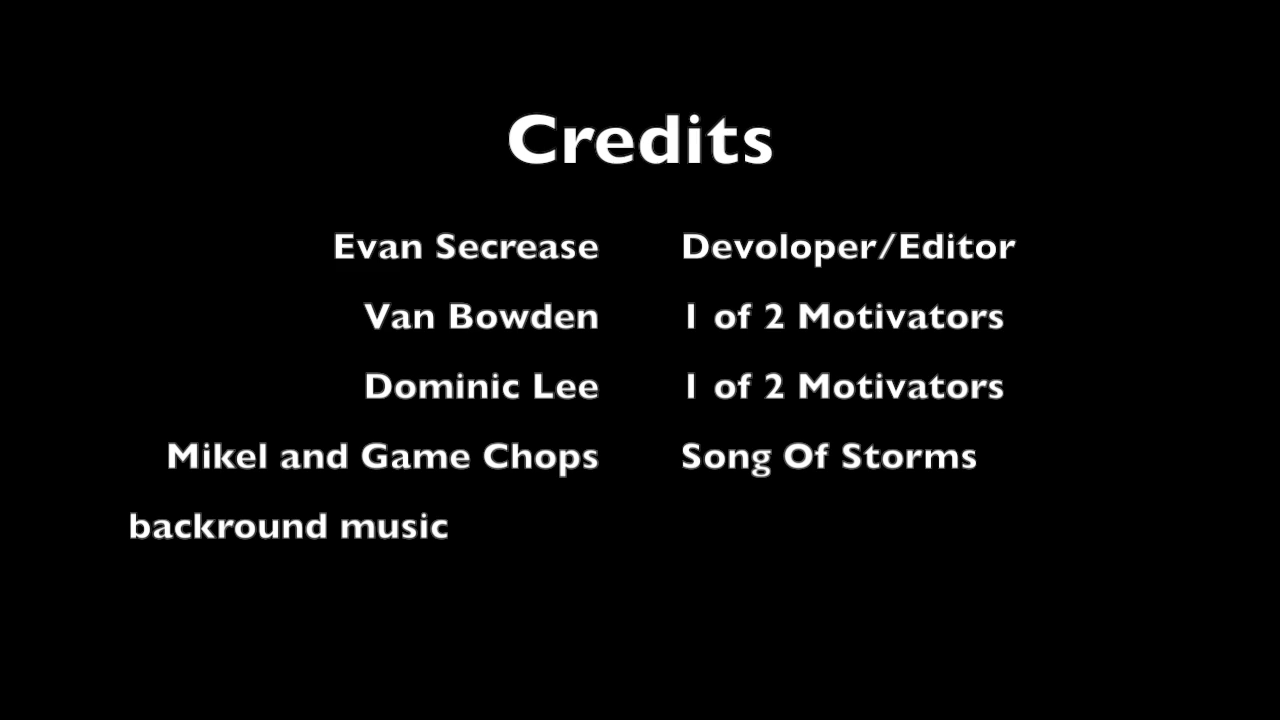 Credits
Evan Secrease Devoloper/Editor
Van Bowden 1 of 2 Motivators
Dominic Lee 1 of 2 Motivators
Mikel and Game Chops Song Of Storms
backround music